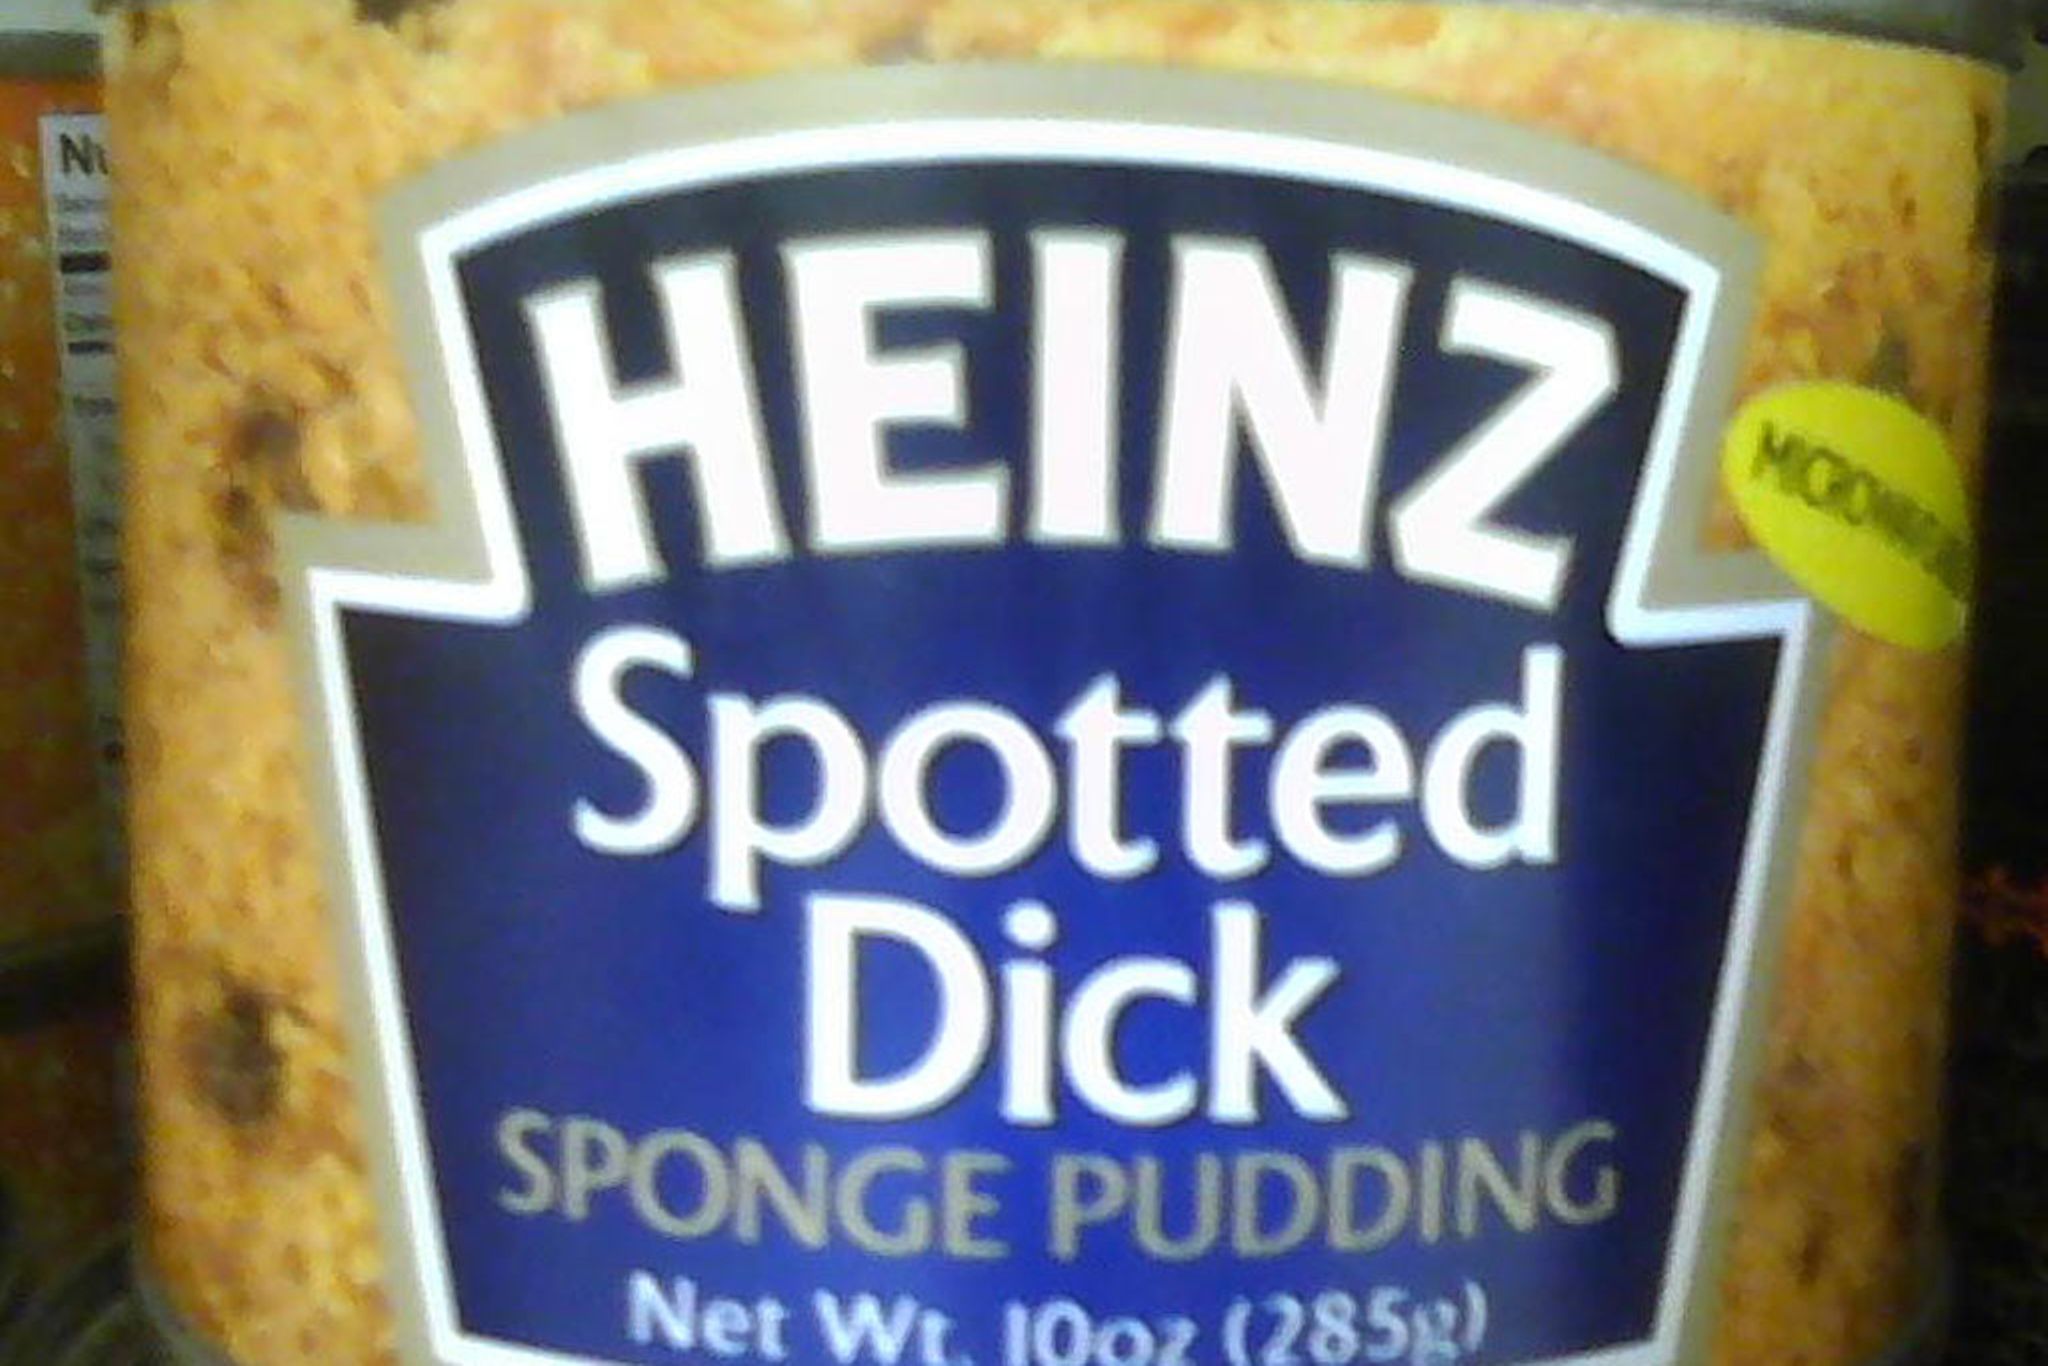 HEINZ
Spotted
Dick
SPONGE PUDDING
Net Wt. 10oz (285g)